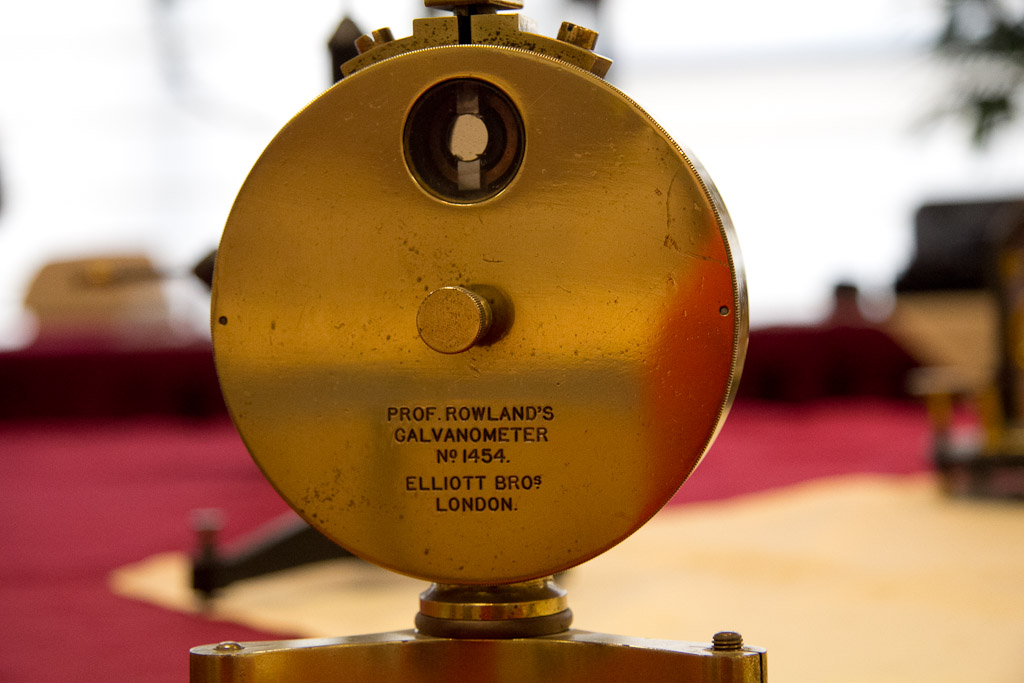 PROF. ROWLAND'S
GALVANOMETER
Nº 1454.
ELLIOTT BROˢ
LONDON.